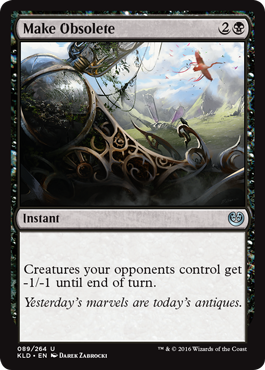 Make Obsolete 2
Instant
Creatures your opponents control get
-1/-1 until end of turn.
Yesterday's marvels are today's antiques.
089/264 U
KLD • EN DAREK ZABROCKI
™ & © 2016 Wizards of the Coast